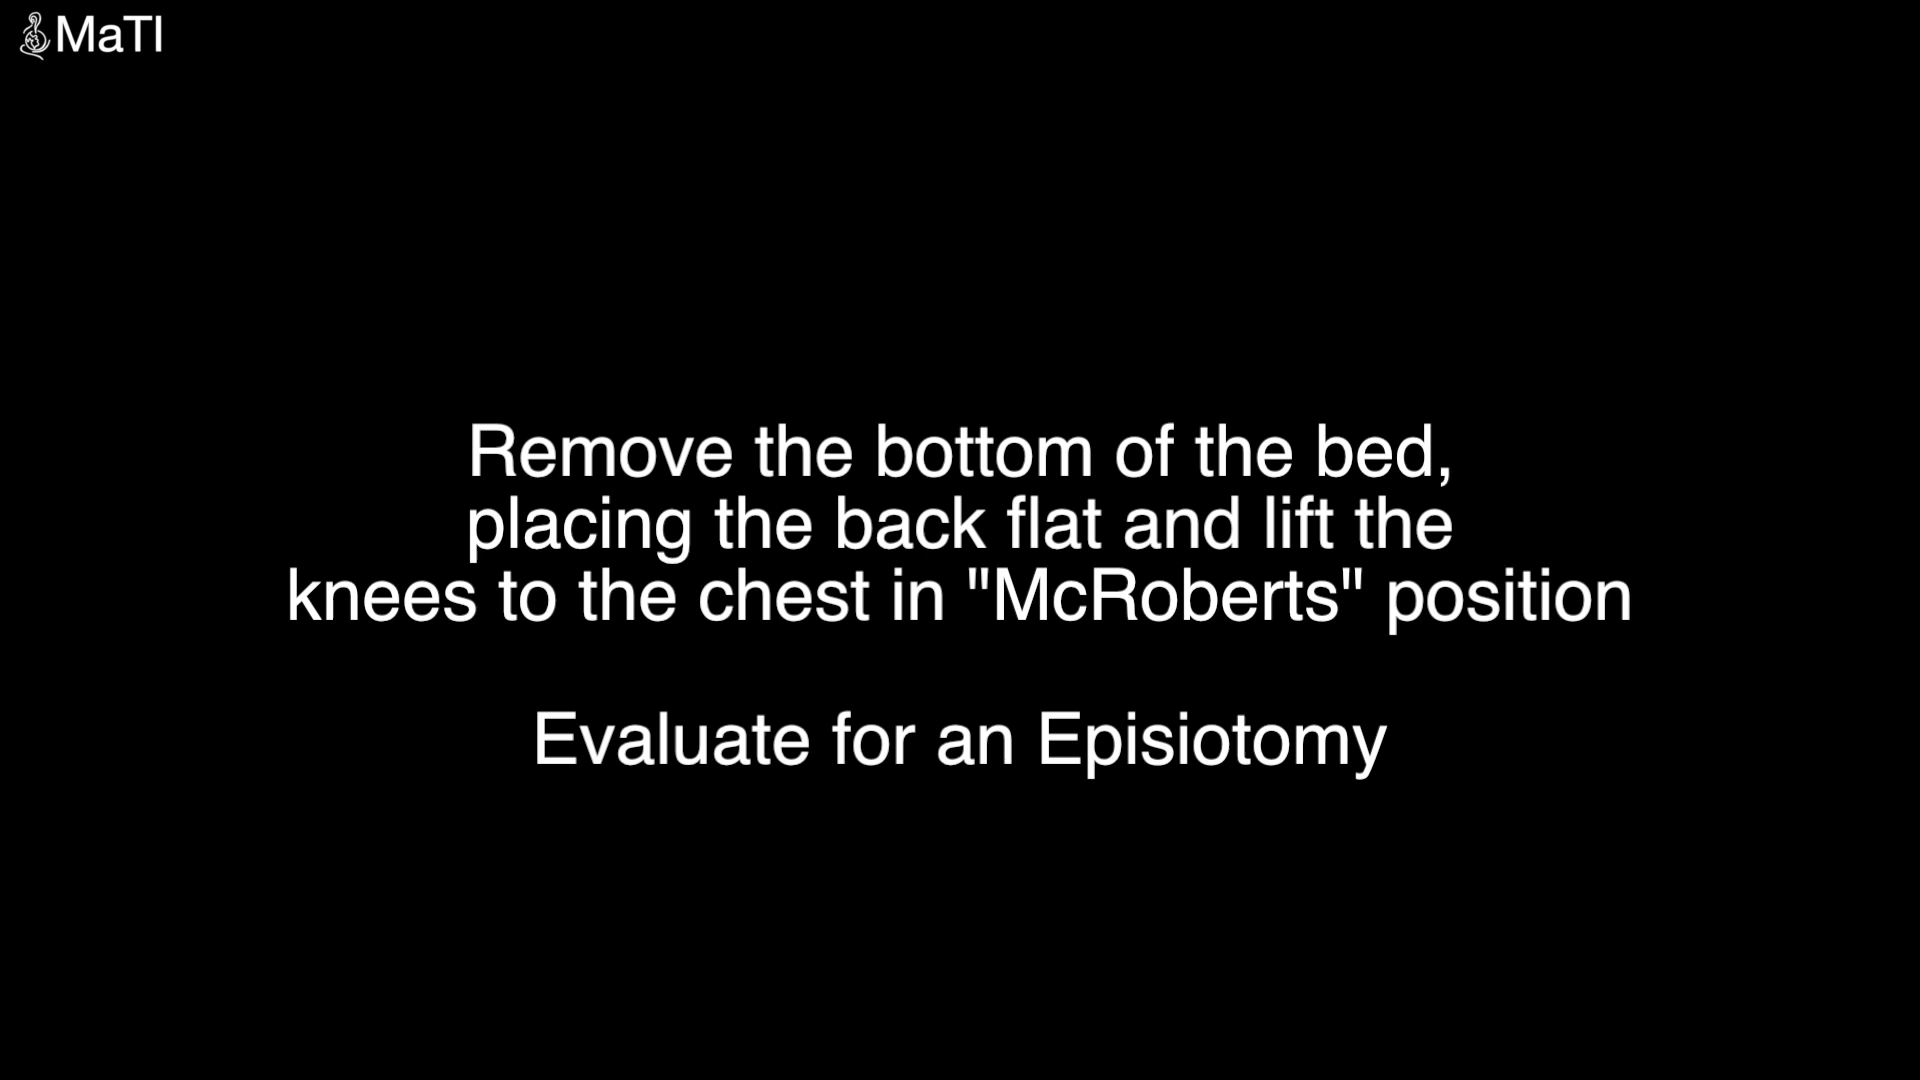 MaTI
Remove the bottom of the bed,
placing the back flat and lift the
knees to the chest in "McRoberts" position
Evaluate for an Episiotomy